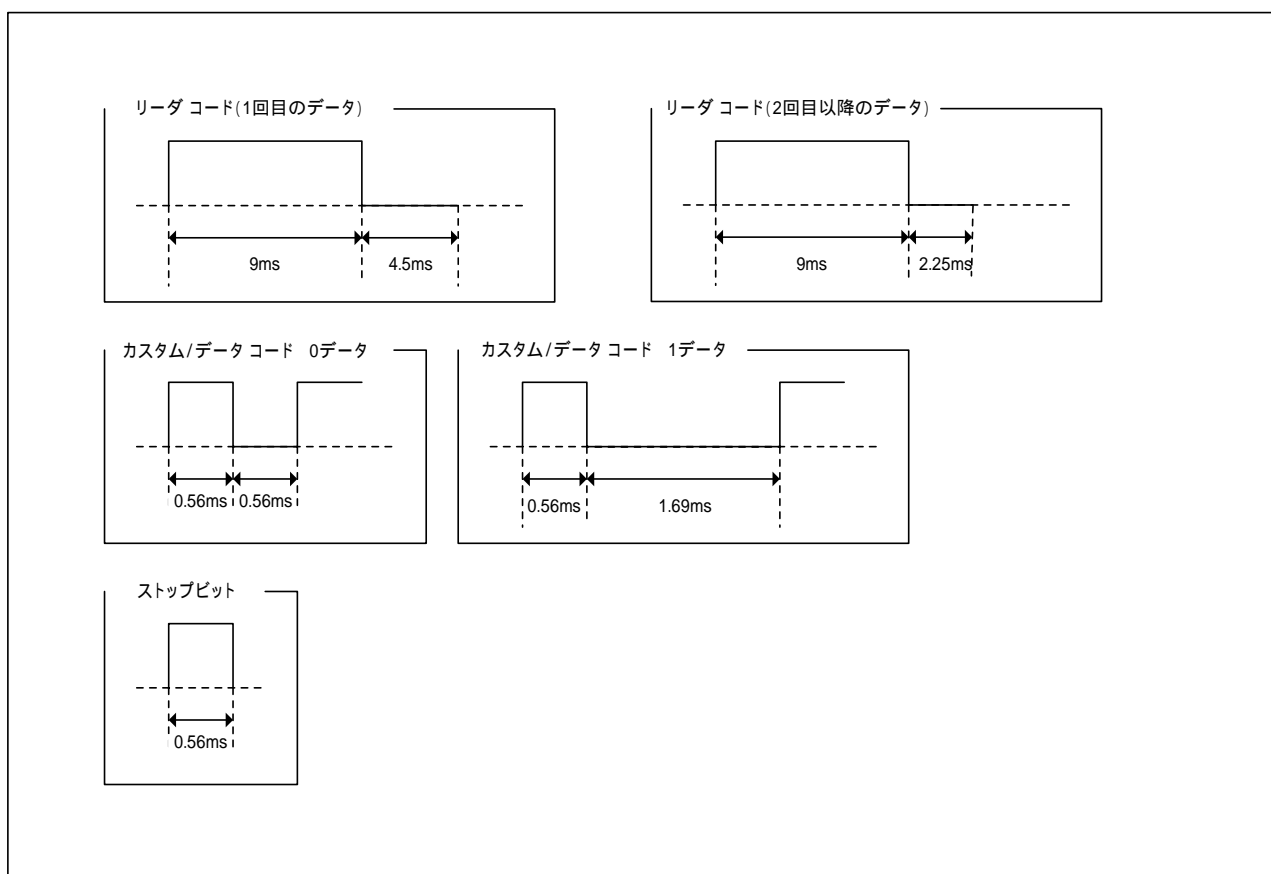 リーダ コード(1回目のデータ)
9ms
4.5ms
リーダ コード(2回目以降のデータ)
9ms
2.25ms
カスタム/データ コード 0データ
0.56ms
0.56ms
カスタム/データ コード 1データ
0.56ms
1.69ms
ストップビット
0.56ms